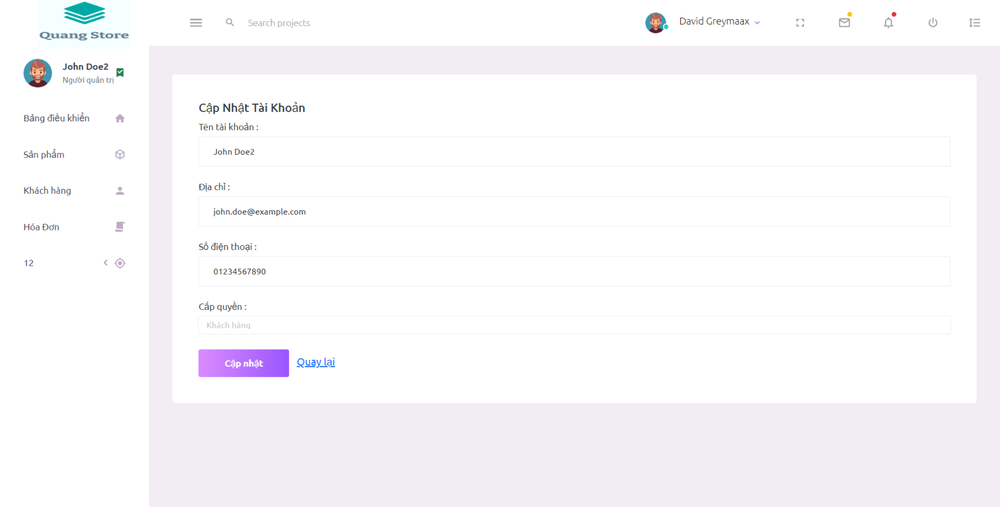 Quang Store
Search projects
David Greymaax
John Doe2
Người quản trị
Bảng điều khiển
Sản phẩm
Khách hàng
Hóa Đơn
12
Cập Nhật Tài Khoản
Tên tài khoản :
John Doe2
Địa chỉ :
john.doe@example.com
Số điện thoại :
01234567890
Cấp quyền :
Khách hàng
Cập nhật
Quay lại